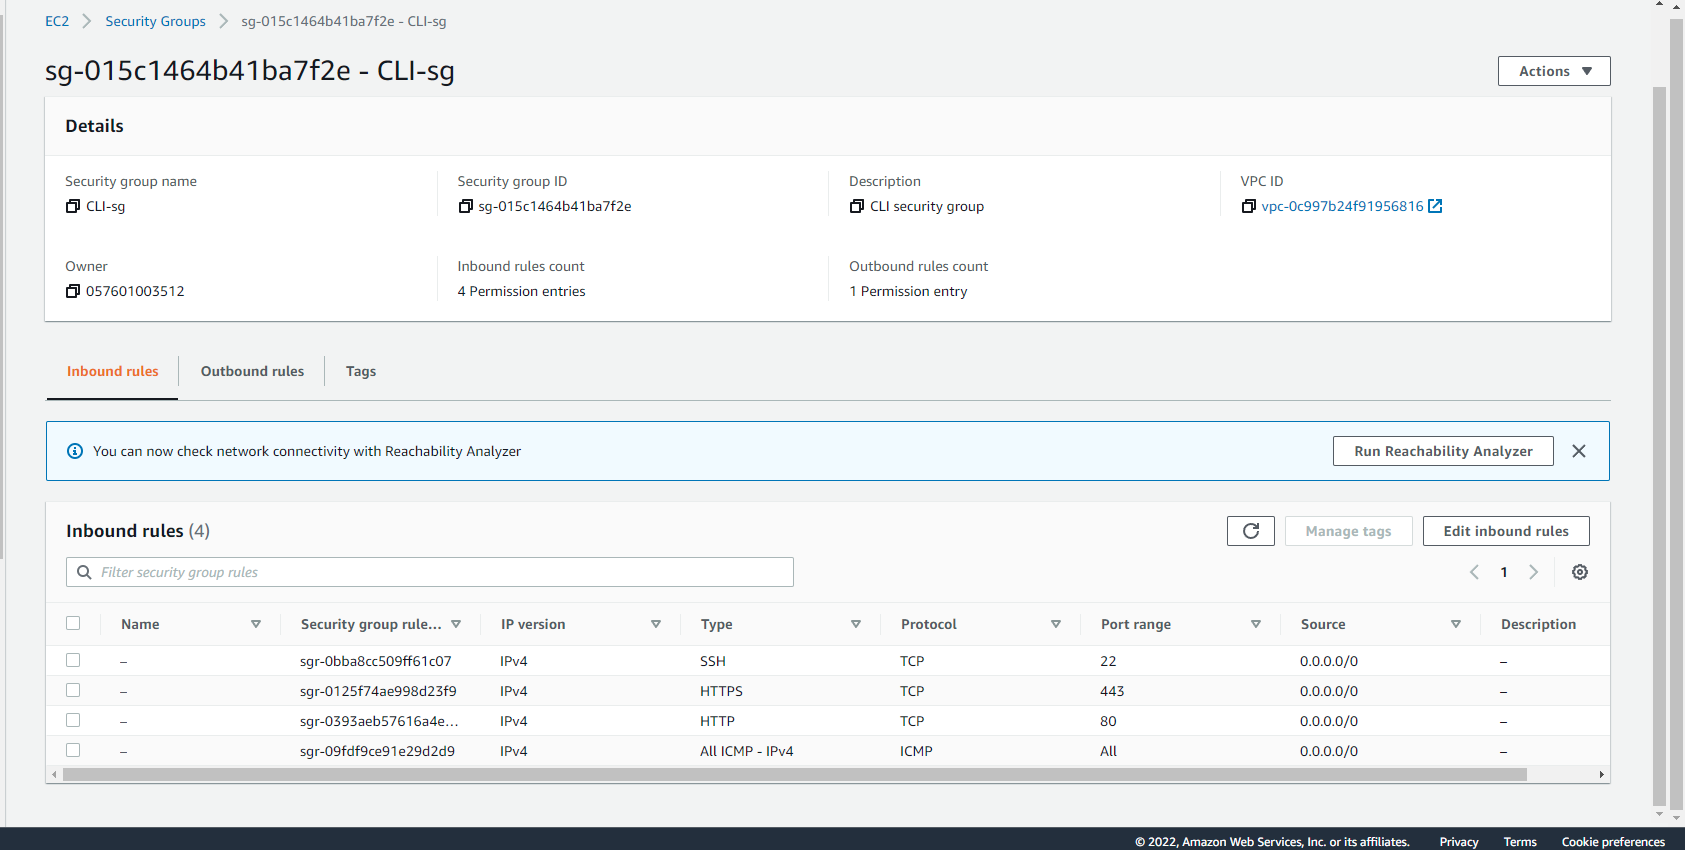 EC2 > Security Groups > sg-015c1464b41ba7f2e - CLI-sg
sg-015c1464b41ba7f2e - CLI-sg
Actions
Details
Security group name Security group ID Description VPC ID
CLI-sg sg-015c1464b41ba7f2e CLI security group vpc-0c997b24f91956816
Owner Inbound rules count Outbound rules count
057601003512 4 Permission entries 1 Permission entry
Inbound rules Outbound rules Tags
You can now check network connectivity with Reachability Analyzer Run Reachability Analyzer
Inbound rules (4) Manage tags Edit inbound rules
Filter security group rules 1
Name Security group rule... IP version Type Protocol Port range Source Description
– sgr-0bba8cc509ff61c07 IPv4 SSH TCP 22 0.0.0.0/0 –
– sgr-0125f74ae998d23f9 IPv4 HTTPS TCP 443 0.0.0.0/0 –
– sgr-0393aeb57616a4e... IPv4 HTTP TCP 80 0.0.0.0/0 –
– sgr-09fdf9ce91e29d2d9 IPv4 All ICMP - IPv4 ICMP All 0.0.0.0/0 –
© 2022, Amazon Web Services, Inc. or its affiliates. Privacy Terms Cookie preferences